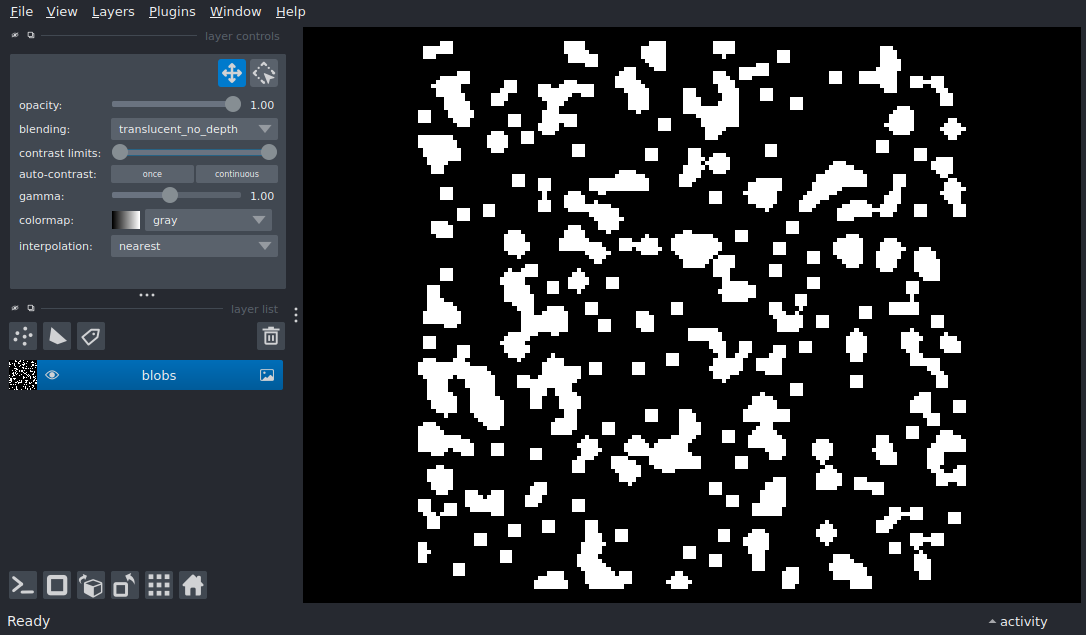 File View Layers Plugins Window Help
layer controls
opacity: 1.00
blending: translucent_no_depth
contrast limits:
auto-contrast: once continuous
gamma: 1.00
colormap: gray
interpolation: nearest
layer list
blobs
Ready activity